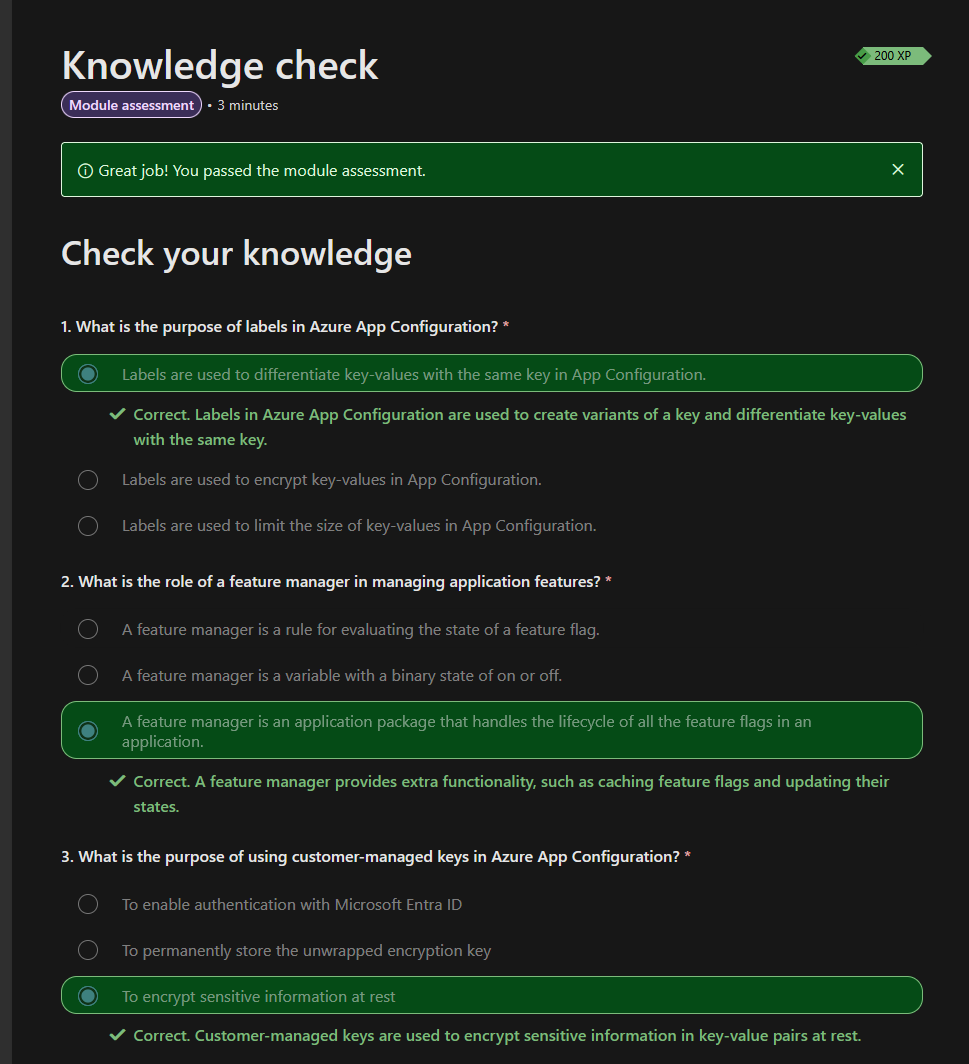 Knowledge check
200 XP
Module assessment • 3 minutes
Great job! You passed the module assessment.
Check your knowledge
1. What is the purpose of labels in Azure App Configuration? *
Labels are used to differentiate key-values with the same key in App Configuration.
Correct. Labels in Azure App Configuration are used to create variants of a key and differentiate key-values
with the same key.
Labels are used to encrypt key-values in App Configuration.
Labels are used to limit the size of key-values in App Configuration.
2. What is the role of a feature manager in managing application features? *
A feature manager is a rule for evaluating the state of a feature flag.
A feature manager is a variable with a binary state of on or off.
A feature manager is an application package that handles the lifecycle of all the feature flags in an
application.
Correct. A feature manager provides extra functionality, such as caching feature flags and updating their
states.
3. What is the purpose of using customer-managed keys in Azure App Configuration? *
To enable authentication with Microsoft Entra ID
To permanently store the unwrapped encryption key
To encrypt sensitive information at rest
Correct. Customer-managed keys are used to encrypt sensitive information in key-value pairs at rest.